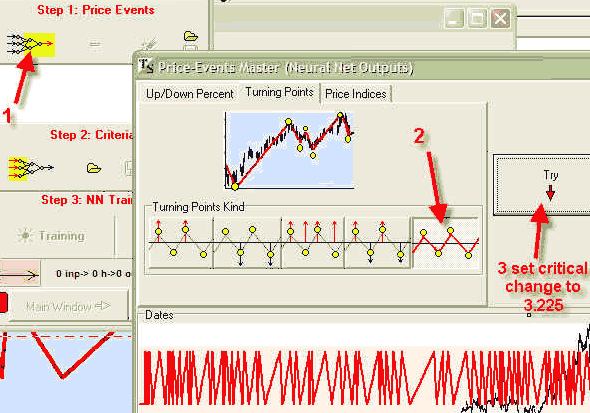 Step 1: Price Events
1
Step 2: Criteria
Step 3: NN Train
Training
0 inp-> 0 h->0 o
Main Window
TS Price-Events Master (Neural Net Outputs)
Up/Down Percent
Turning Points
Price Indices
2
Turning Points Kind
Try
3 set critical
change to
3.225
Dates